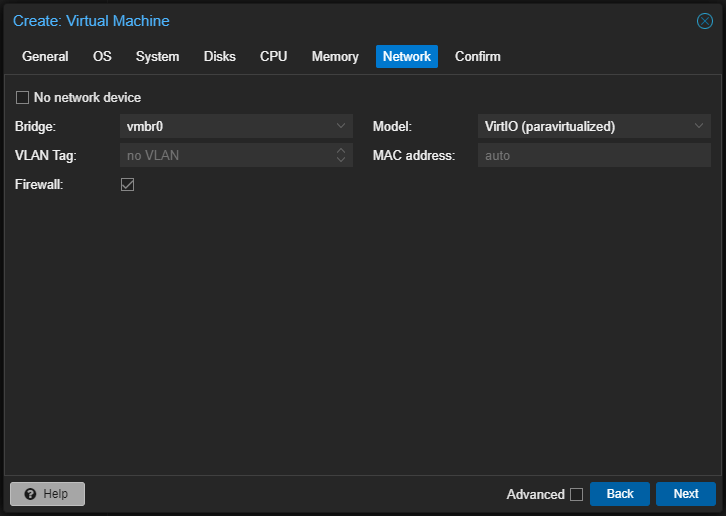 Create: Virtual Machine
General OS System Disks CPU Memory Network Confirm
No network device
Bridge: vmbr0 Model: VirtIO (paravirtualized)
VLAN Tag: no VLAN MAC address: auto
Firewall:
? Help Advanced Back Next